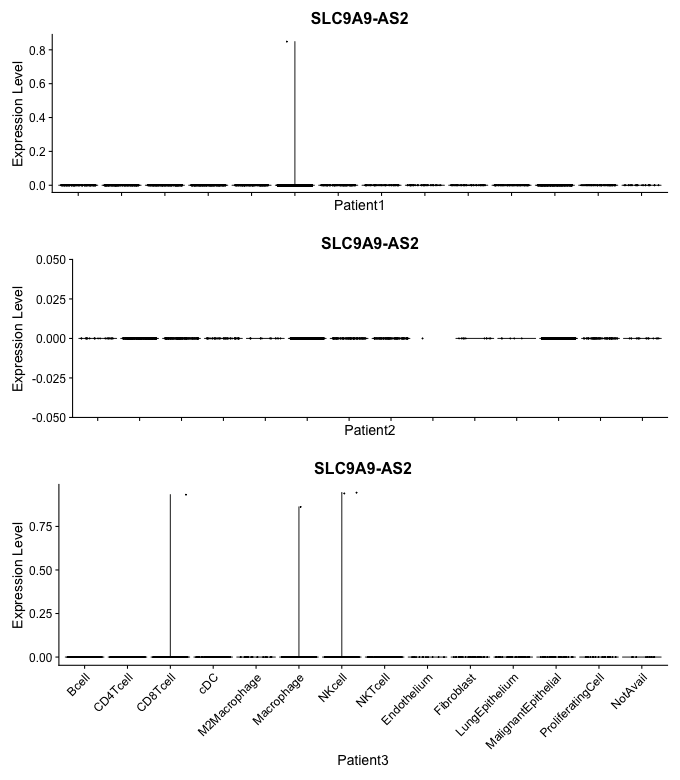 SLC9A9-AS2
Expression Level
0.8
0.6
0.4
0.2
0.0
Patient1
SLC9A9-AS2
Expression Level
0.050
0.025
0.000
-0.025
-0.050
Patient2
SLC9A9-AS2
Expression Level
0.75
0.50
0.25
0.00
Bcell
CD4Tcell
CD8Tcell
cDC
M2Macrophage
Macrophage
NKcell
NKTcell
Endothelium
Fibroblast
LungEpithelium
MalignantEpithelial
ProliferatingCell
NotAvail
Patient3